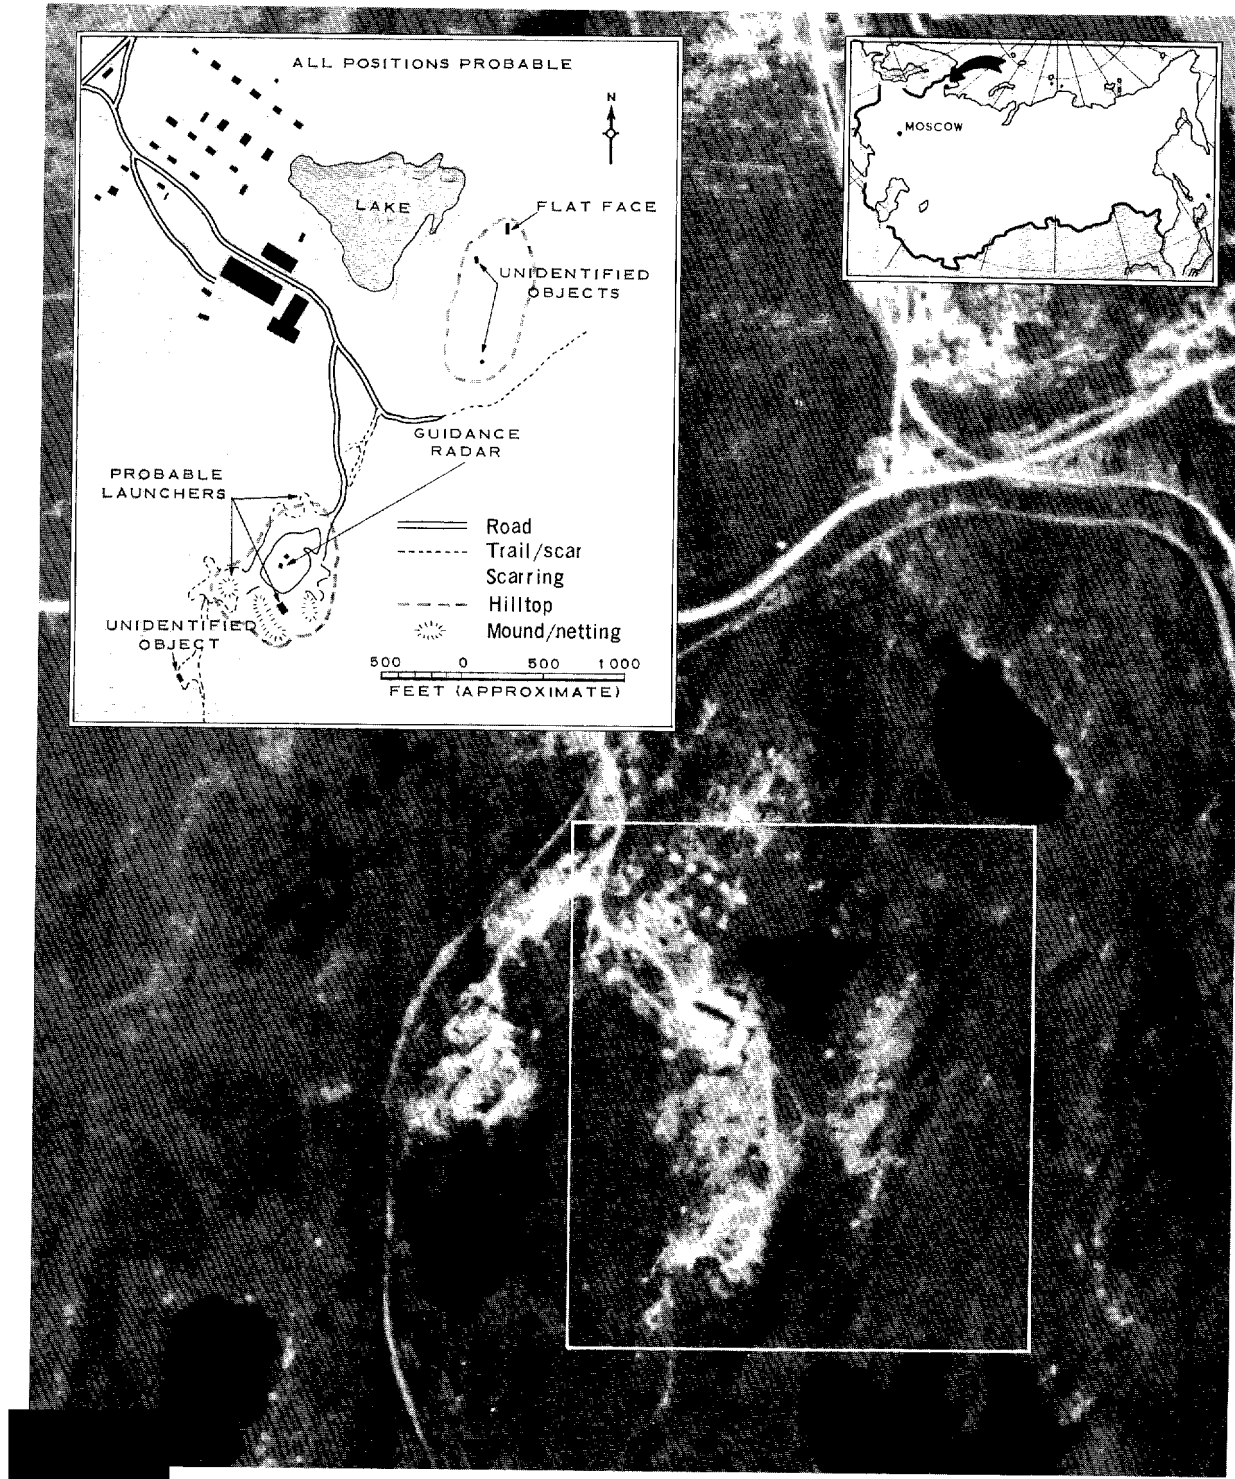 ALL POSITIONS PROBABLE
N
MOSCOW
LAKE
FLAT FACE
UNIDENTIFIED
OBJECTS
GUIDANCE
RADAR
PROBABLE
LAUNCHERS
Road
Trail/scar
Scarring
Hilltop
Mound/netting
UNIDENTIFIED
OBJECT
500 0 500 1000
FEET (APPROXIMATE)